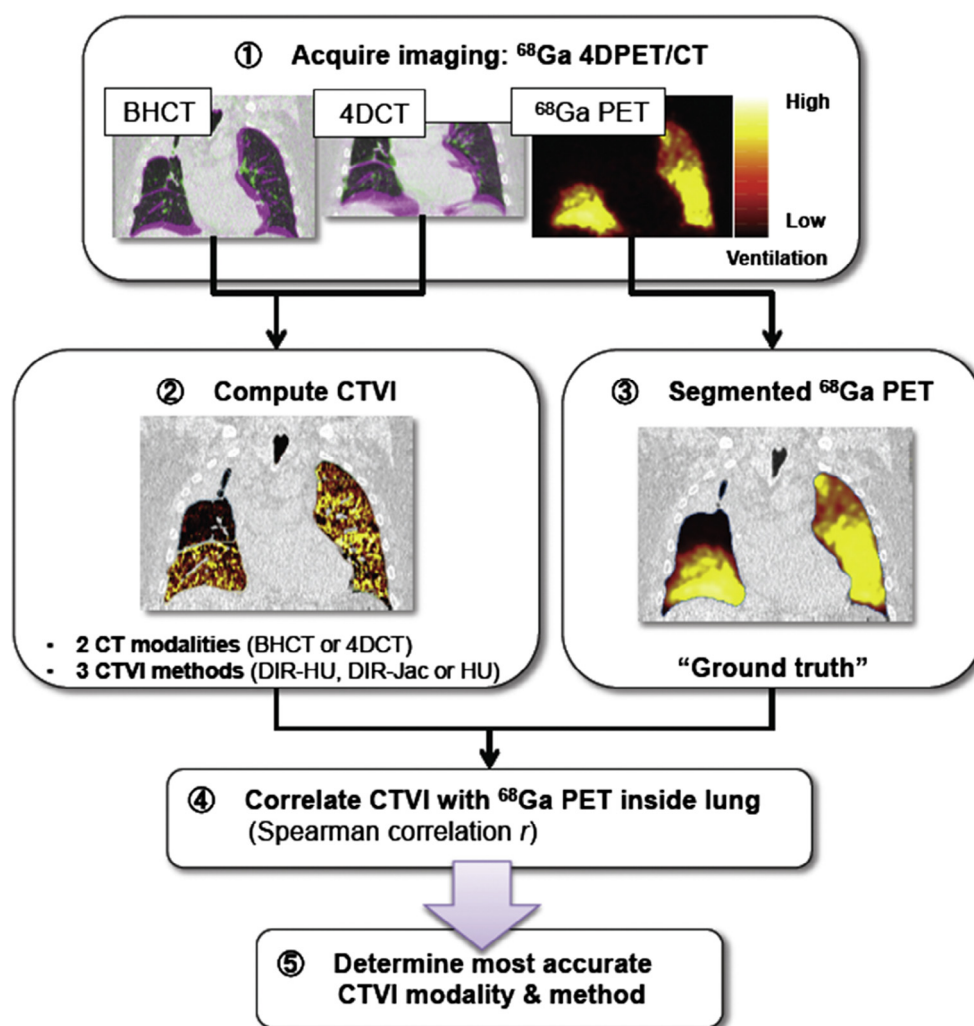 ① Acquire imaging: ⁶⁸Ga 4DPET/CT
BHCT
4DCT
⁶⁸Ga PET
High
Low
Ventilation
② Compute CTVI
- 2 CT modalities (BHCT or 4DCT)
- 3 CTVI methods (DIR-HU, DIR-Jac or HU)
③ Segmented ⁶⁸Ga PET
“Ground truth”
④ Correlate CTVI with ⁶⁸Ga PET inside lung
(Spearman correlation r)
⑤ Determine most accurate
CTVI modality & method